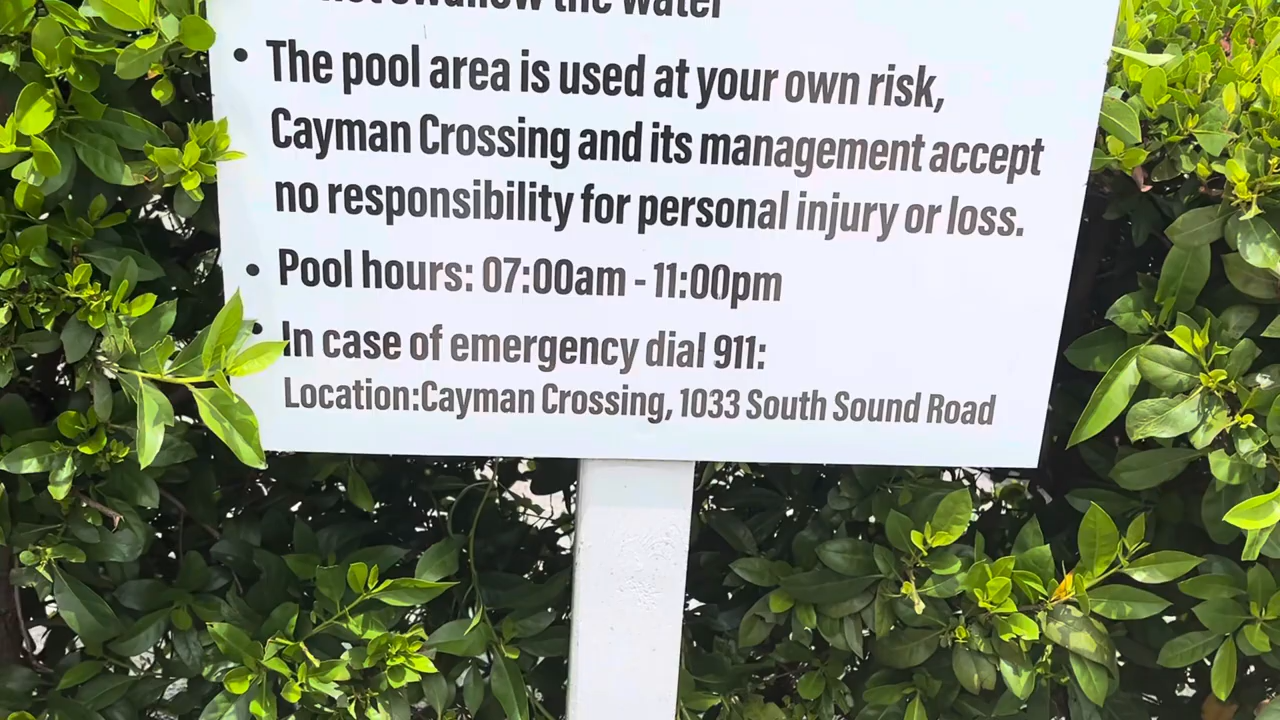 swallow the water
• The pool area is used at your own risk,
Cayman Crossing and its management accept
no responsibility for personal injury or loss.
• Pool hours: 07:00am - 11:00pm
• In case of emergency dial 911:
Location:Cayman Crossing, 1033 South Sound Road